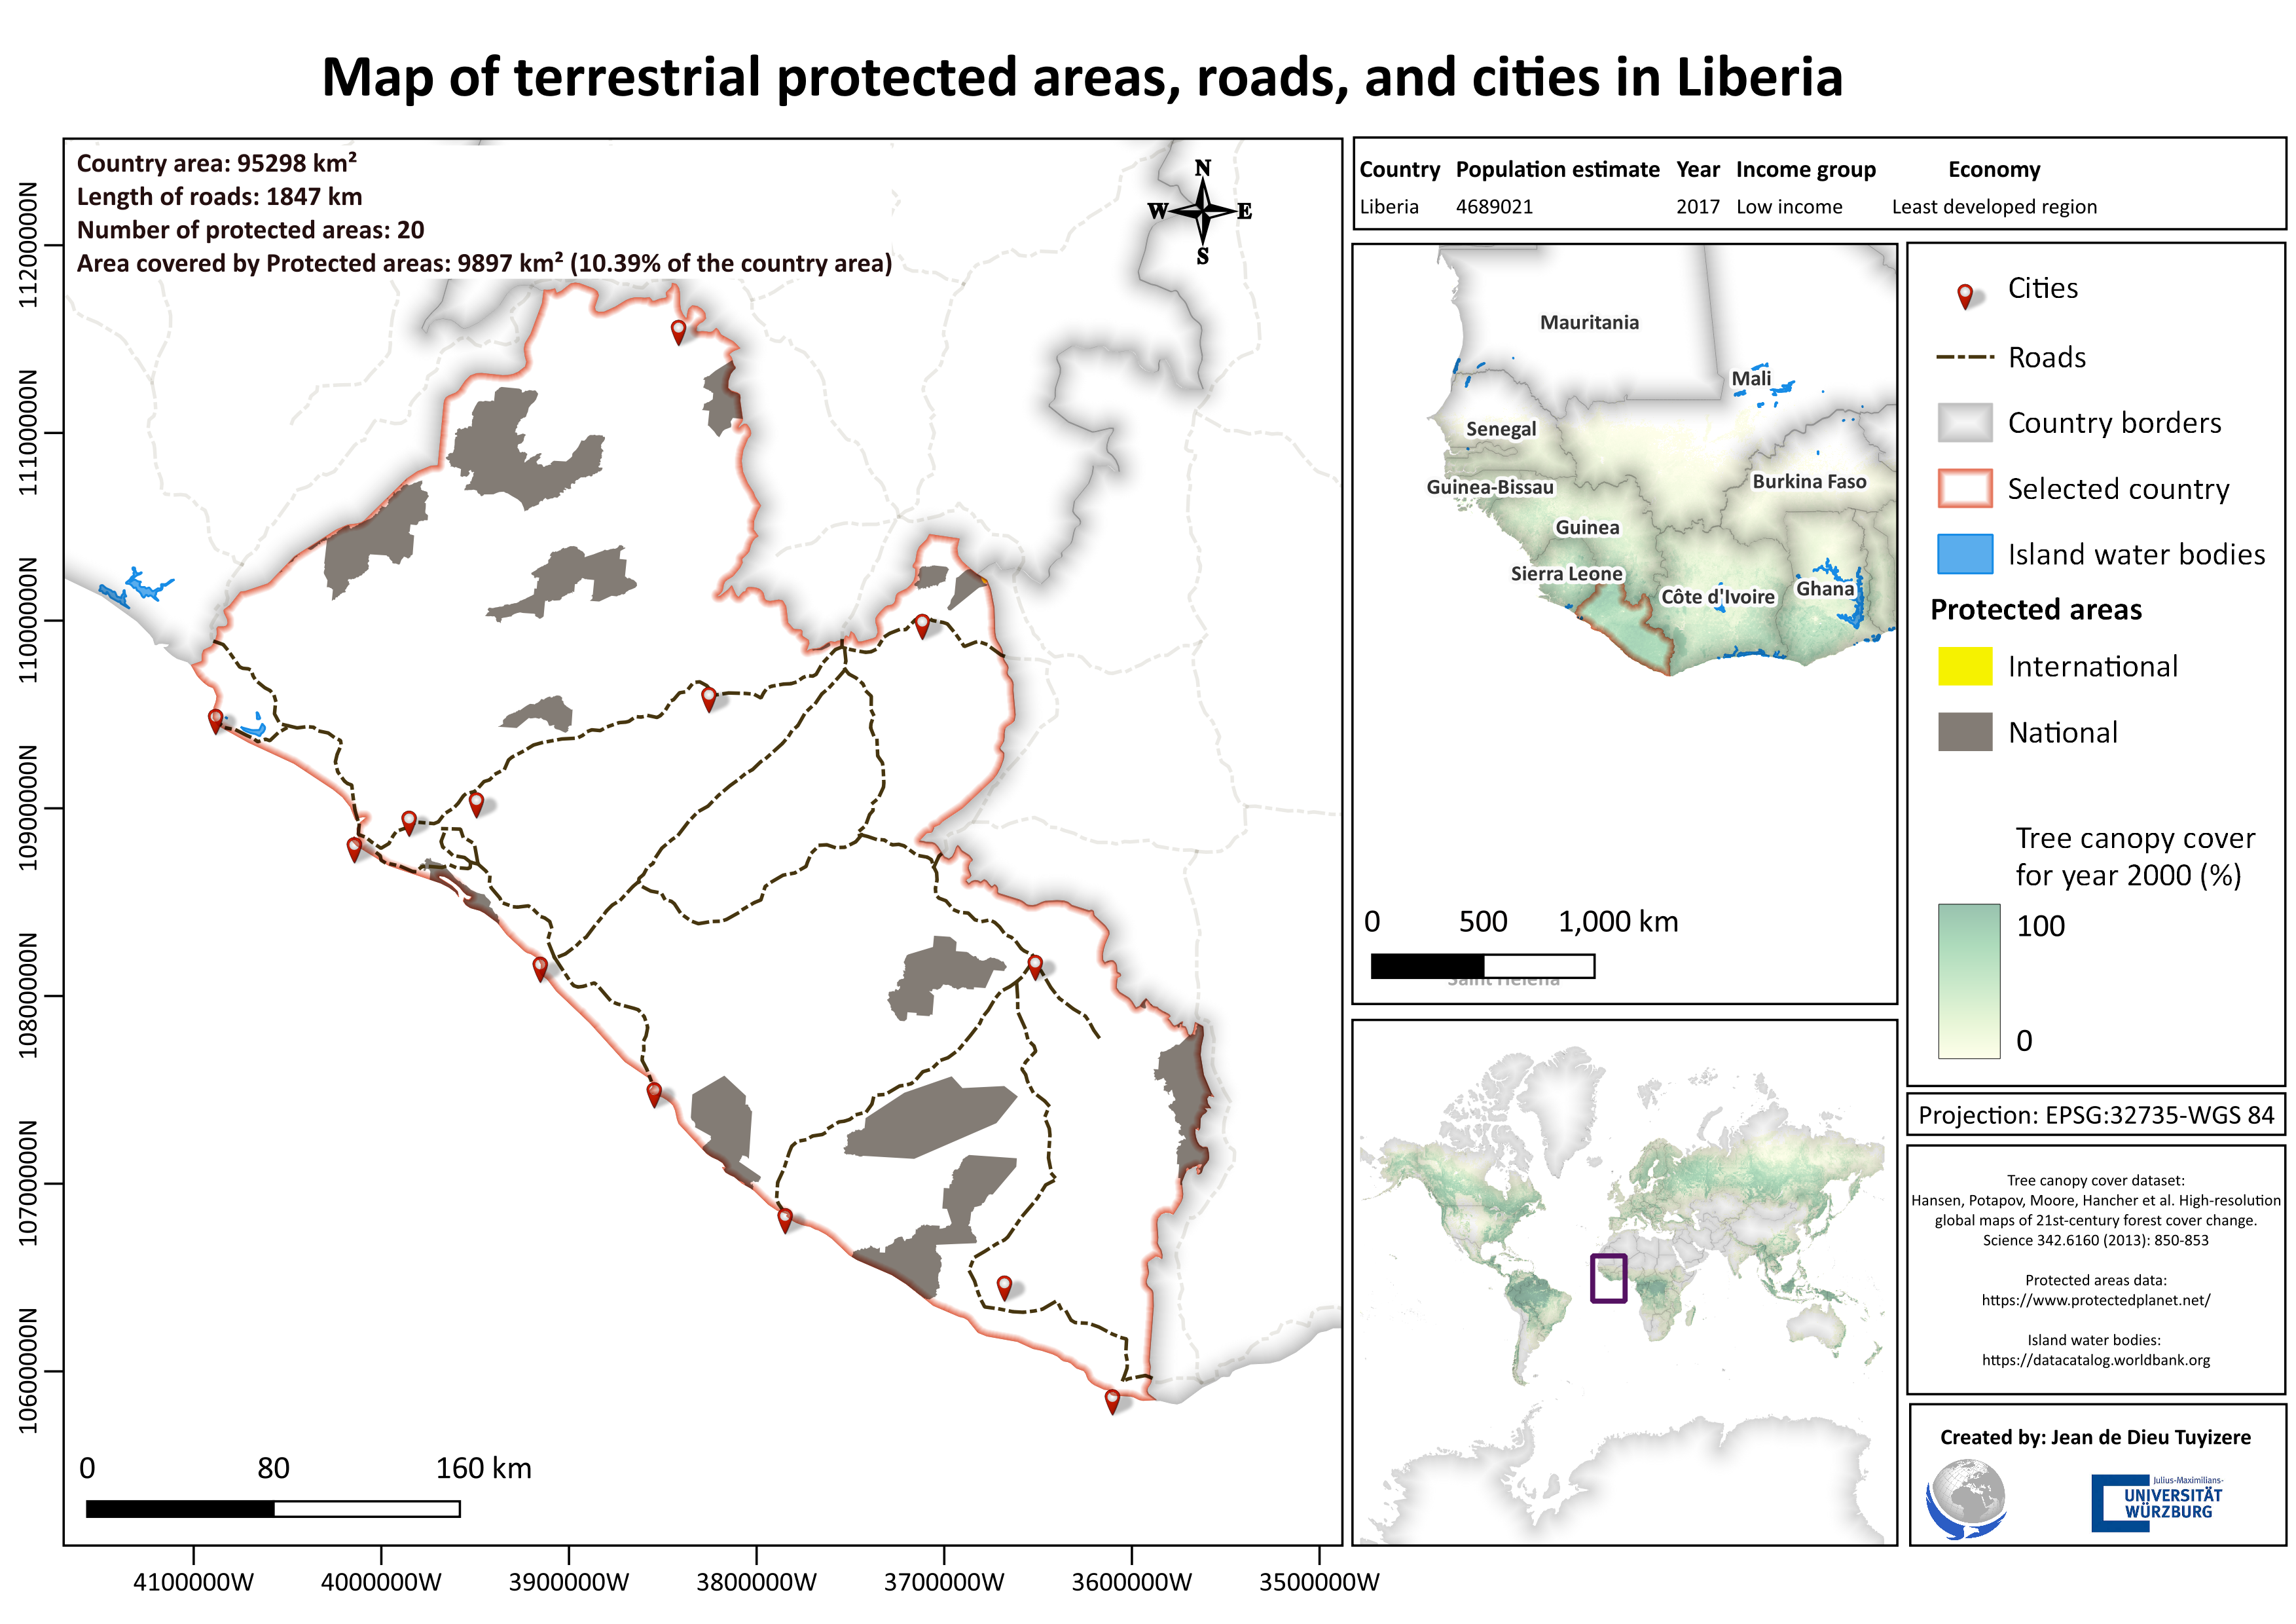 Map of terrestrial protected areas, roads, and cities in Liberia
Country area: 95298 km²
Length of roads: 1847 km
Number of protected areas: 20
Area covered by Protected areas: 9897 km² (10.39% of the country area)
N
W E
S
11200000N
11100000N
11000000N
10900000N
10800000N
10700000N
10600000N
0 80 160 km
4100000W 4000000W 3900000W 3800000W 3700000W 3600000W 3500000W
Country Population estimate Year Income group Economy
Liberia 4689021 2017 Low income Least developed region
Mauritania
Mali
Senegal
Burkina Faso
Guinea-Bissau
Guinea
Sierra Leone
Côte d'Ivoire
Ghana
0 500 1,000 km
Saint Helena
Cities
Roads
Country borders
Selected country
Island water bodies
Protected areas
International
National
Tree canopy cover
for year 2000 (%)
100
0
Projection: EPSG:32735-WGS 84
Tree canopy cover dataset:
Hansen, Potapov, Moore, Hancher et al. High-resolution
global maps of 21st-century forest cover change.
Science 342.6160 (2013): 850-853
Protected areas data:
https://www.protectedplanet.net/
Island water bodies:
https://datacatalog.worldbank.org
Created by: Jean de Dieu Tuyizere
Julius-Maximilians-
UNIVERSITÄT
WÜRZBURG